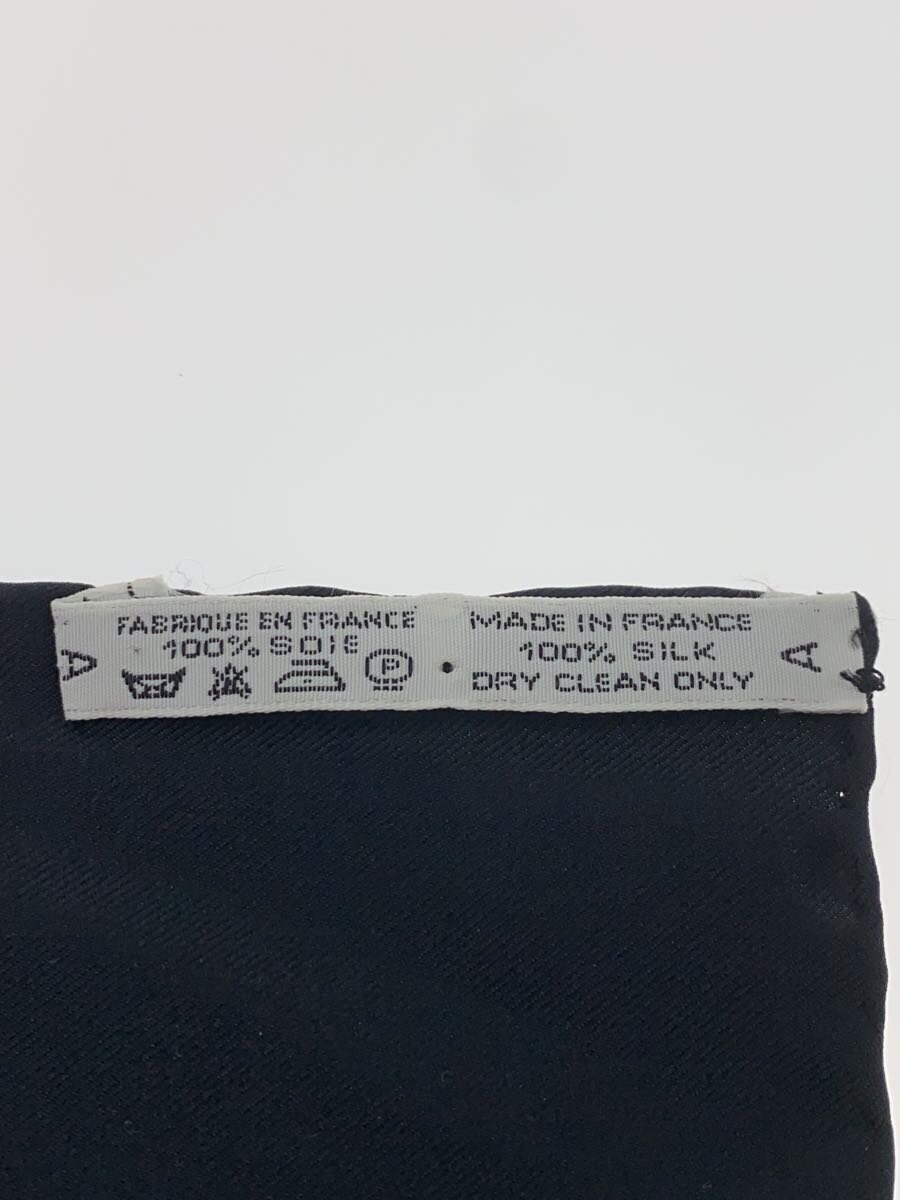 FABRIQUE EN FRANCE
100% SOIE
A
P
MADE IN FRANCE
100% SILK
DRY CLEAN ONLY
A